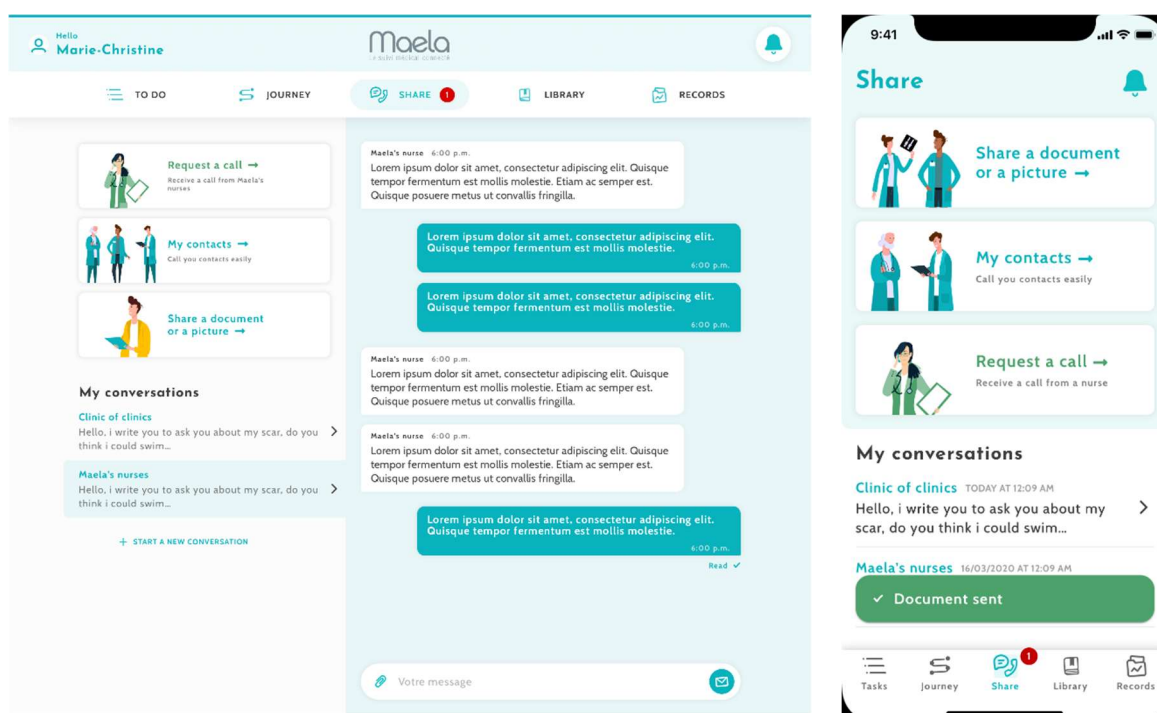 Hello
Marie-Christine
Maela
Le suivi médical connecté
TO DO
JOURNEY
SHARE 1
LIBRARY
RECORDS
Request a call →
Receive a call from Maela's
nurses
My contacts →
Call you contacts easily
Share a document
or a picture →
My conversations
Clinic of clinics
Hello, i write you to ask you about my scar, do you
think i could swim...
Maela's nurses
Hello, i write you to ask you about my scar, do you
think i could swim...
+ START A NEW CONVERSATION
Maela's nurse 6:00 p.m.
Lorem ipsum dolor sit amet, consectetur adipiscing elit. Quisque
tempor fermentum est mollis molestie. Etiam ac semper est.
Quisque posuere metus ut convallis fringilla.
Lorem ipsum dolor sit amet, consectetur adipiscing elit.
Quisque tempor fermentum est mollis molestie.
6:00 p.m.
Lorem ipsum dolor sit amet, consectetur adipiscing elit.
Quisque tempor fermentum est mollis molestie.
6:00 p.m.
Maela's nurse 6:00 p.m.
Lorem ipsum dolor sit amet, consectetur adipiscing elit. Quisque
tempor fermentum est mollis molestie. Etiam ac semper est.
Quisque posuere metus ut convallis fringilla.
Maela's nurse 6:00 p.m.
Lorem ipsum dolor sit amet, consectetur adipiscing elit. Quisque
tempor fermentum est mollis molestie. Etiam ac semper est.
Quisque posuere metus ut convallis fringilla.
Lorem ipsum dolor sit amet, consectetur adipiscing elit.
Quisque tempor fermentum est mollis molestie.
6:00 p.m.
Read ✓
Votre message
9:41
Share
Share a document
or a picture →
My contacts →
Call you contacts easily
Request a call →
Receive a call from a nurse
My conversations
Clinic of clinics TODAY AT 12:09 AM
Hello, i write you to ask you about my
scar, do you think i could swim...
Maela's nurses 16/03/2020 AT 12:09 AM
✓ Document sent
1
Tasks
Journey
Share
Library
Records